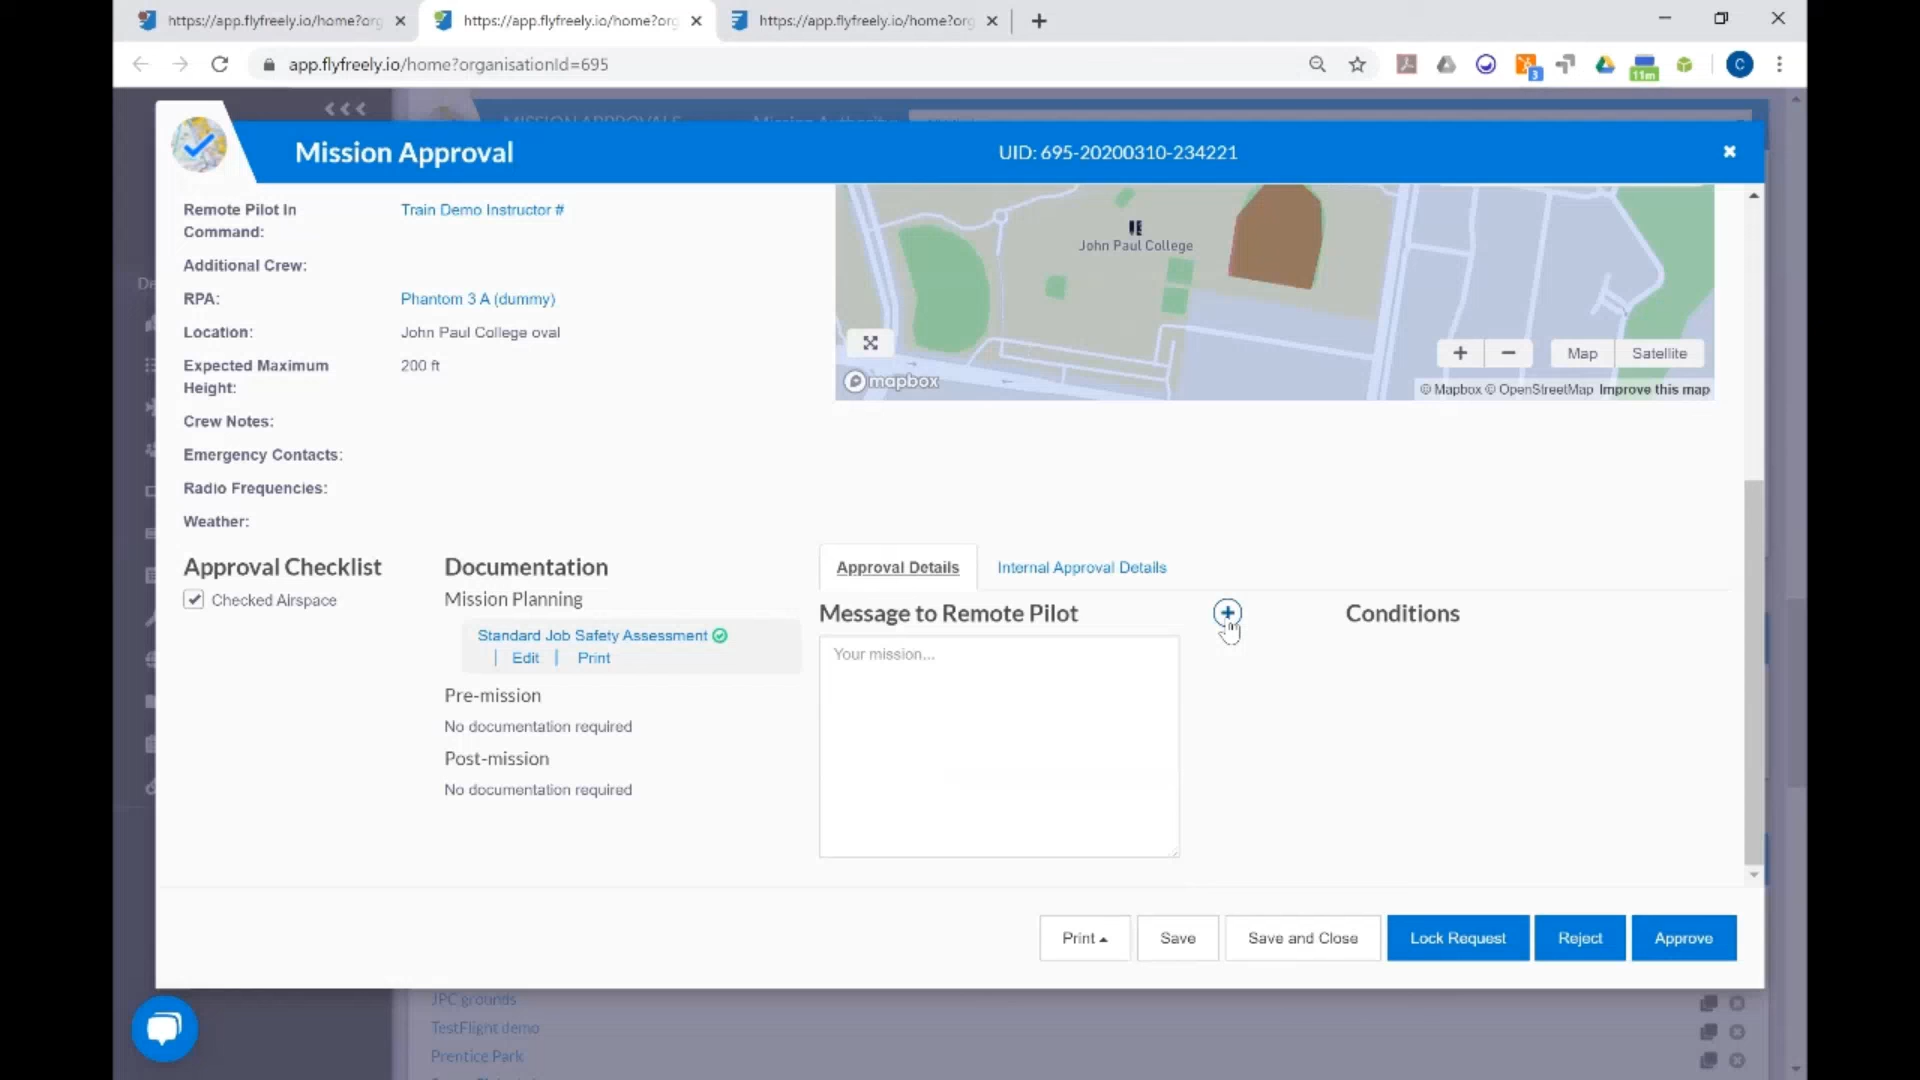 https://app.flyfreely.io/home?org
https://app.flyfreely.io/home?org
https://app.flyfreely.io/home?org
app.flyfreely.io/home?organisationId=695
3
11m
C
MISSION APPROVALS
Mission Authority
Mission Approval
UID: 695-20200310-234221
Remote Pilot In
Command:
Train Demo Instructor #
Additional Crew:
RPA:
Phantom 3 A (dummy)
Location:
John Paul College oval
Expected Maximum
Height:
200 ft
Crew Notes:
Emergency Contacts:
Radio Frequencies:
Weather:
John Paul College
mapbox
Map
Satellite
© Mapbox © OpenStreetMap Improve this map
Approval Checklist
Checked Airspace
Documentation
Mission Planning
Standard Job Safety Assessment
| Edit | Print
Pre-mission
No documentation required
Post-mission
No documentation required
Approval Details
Internal Approval Details
Message to Remote Pilot
Your mission...
Conditions
Print
Save
Save and Close
Lock Request
Reject
Approve
JPC grounds
TestFlight demo
Prentice Park